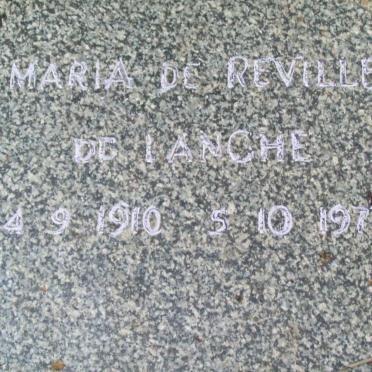 MARIA DE REVILLE
DE LANCHE
4 9 1910 5 10 197